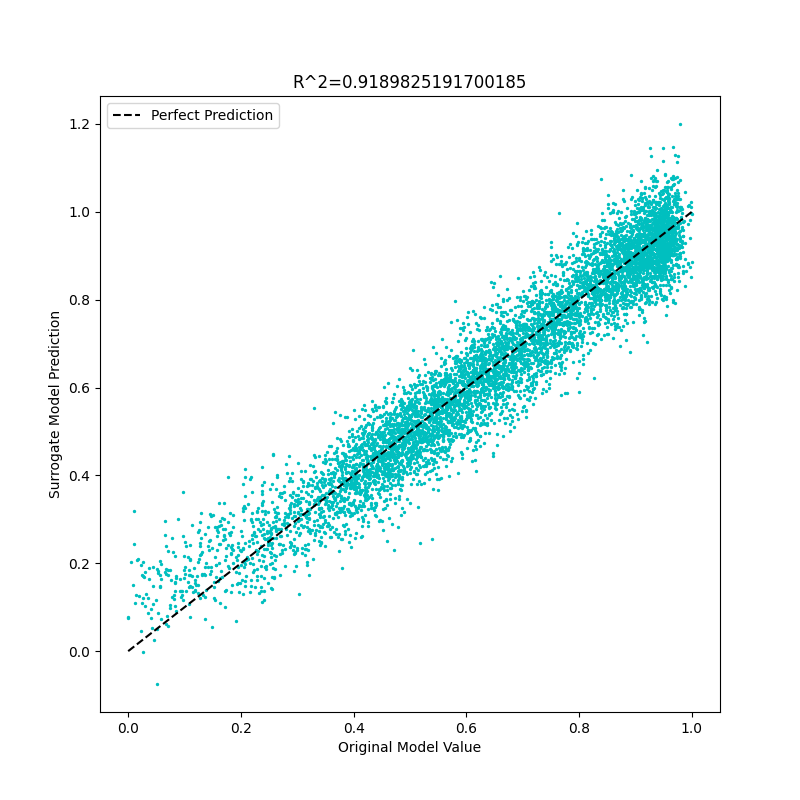 R^2=0.9189825191700185
Perfect Prediction
Surrogate Model Prediction
1.2
1.0
0.8
0.6
0.4
0.2
0.0
0.0 0.2 0.4 0.6 0.8 1.0
Original Model Value